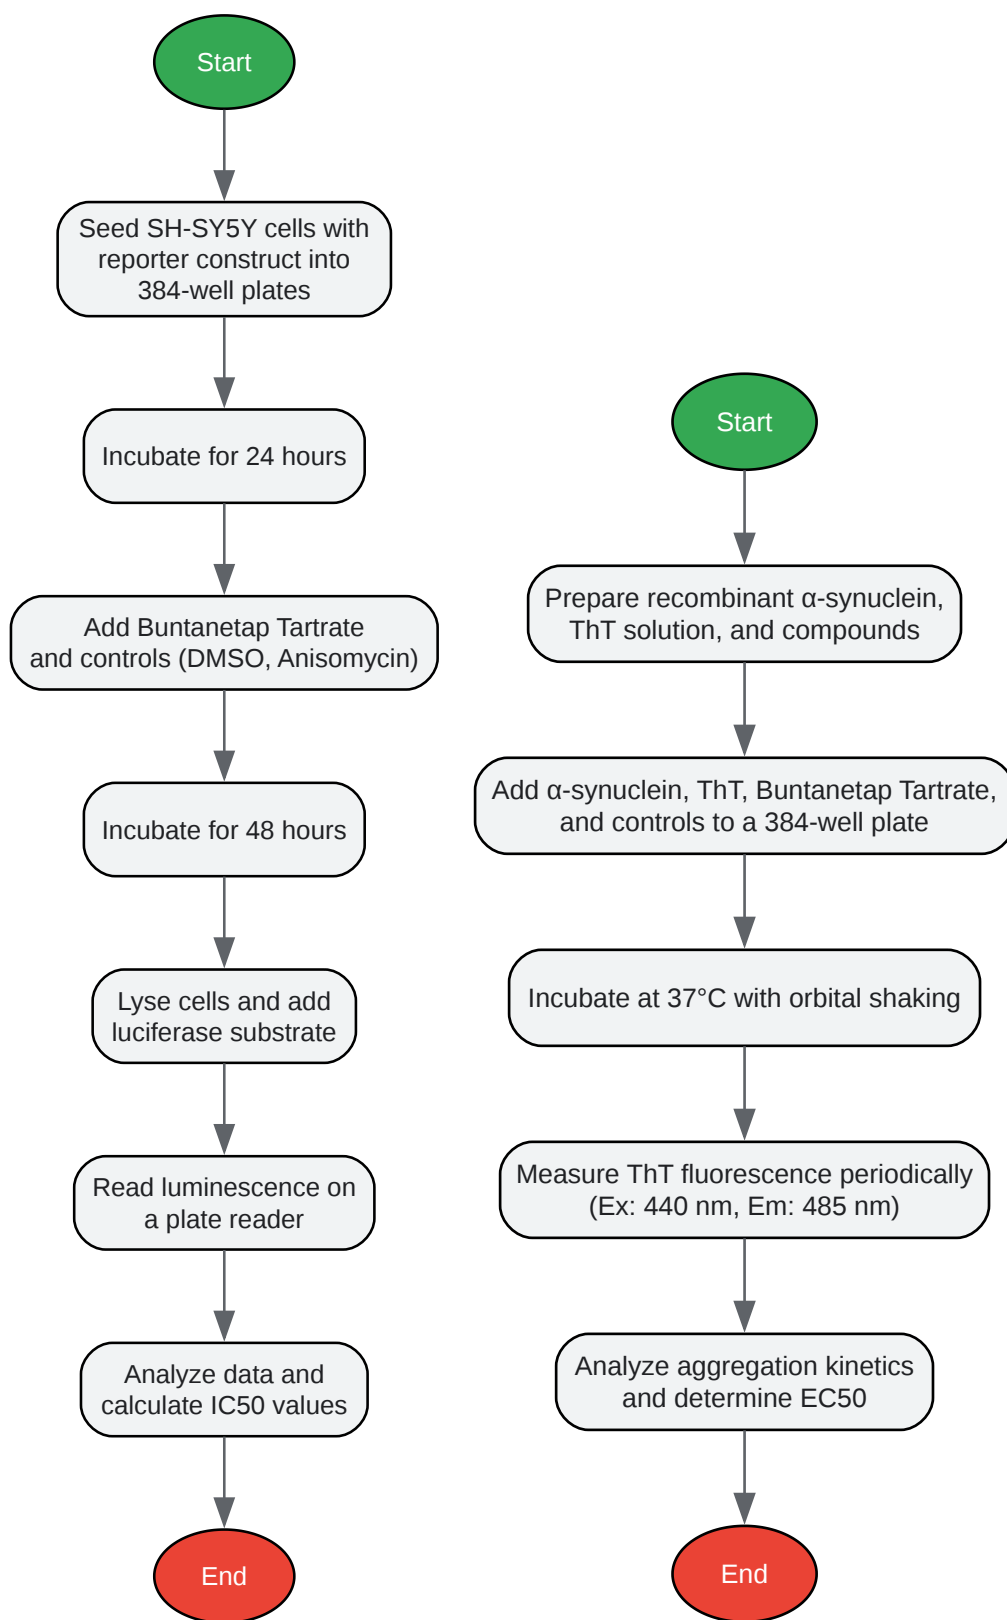 Start
Seed SH-SY5Y cells with
reporter construct into
384-well plates
Incubate for 24 hours
Add Buntanetap Tartrate
and controls (DMSO, Anisomycin)
Incubate for 48 hours
Lyse cells and add
luciferase substrate
Read luminescence on
a plate reader
Analyze data and
calculate IC50 values
End
Start
Prepare recombinant α-synuclein,
ThT solution, and compounds
Add α-synuclein, ThT, Buntanetap Tartrate,
and controls to a 384-well plate
Incubate at 37°C with orbital shaking
Measure ThT fluorescence periodically
(Ex: 440 nm, Em: 485 nm)
Analyze aggregation kinetics
and determine EC50
End